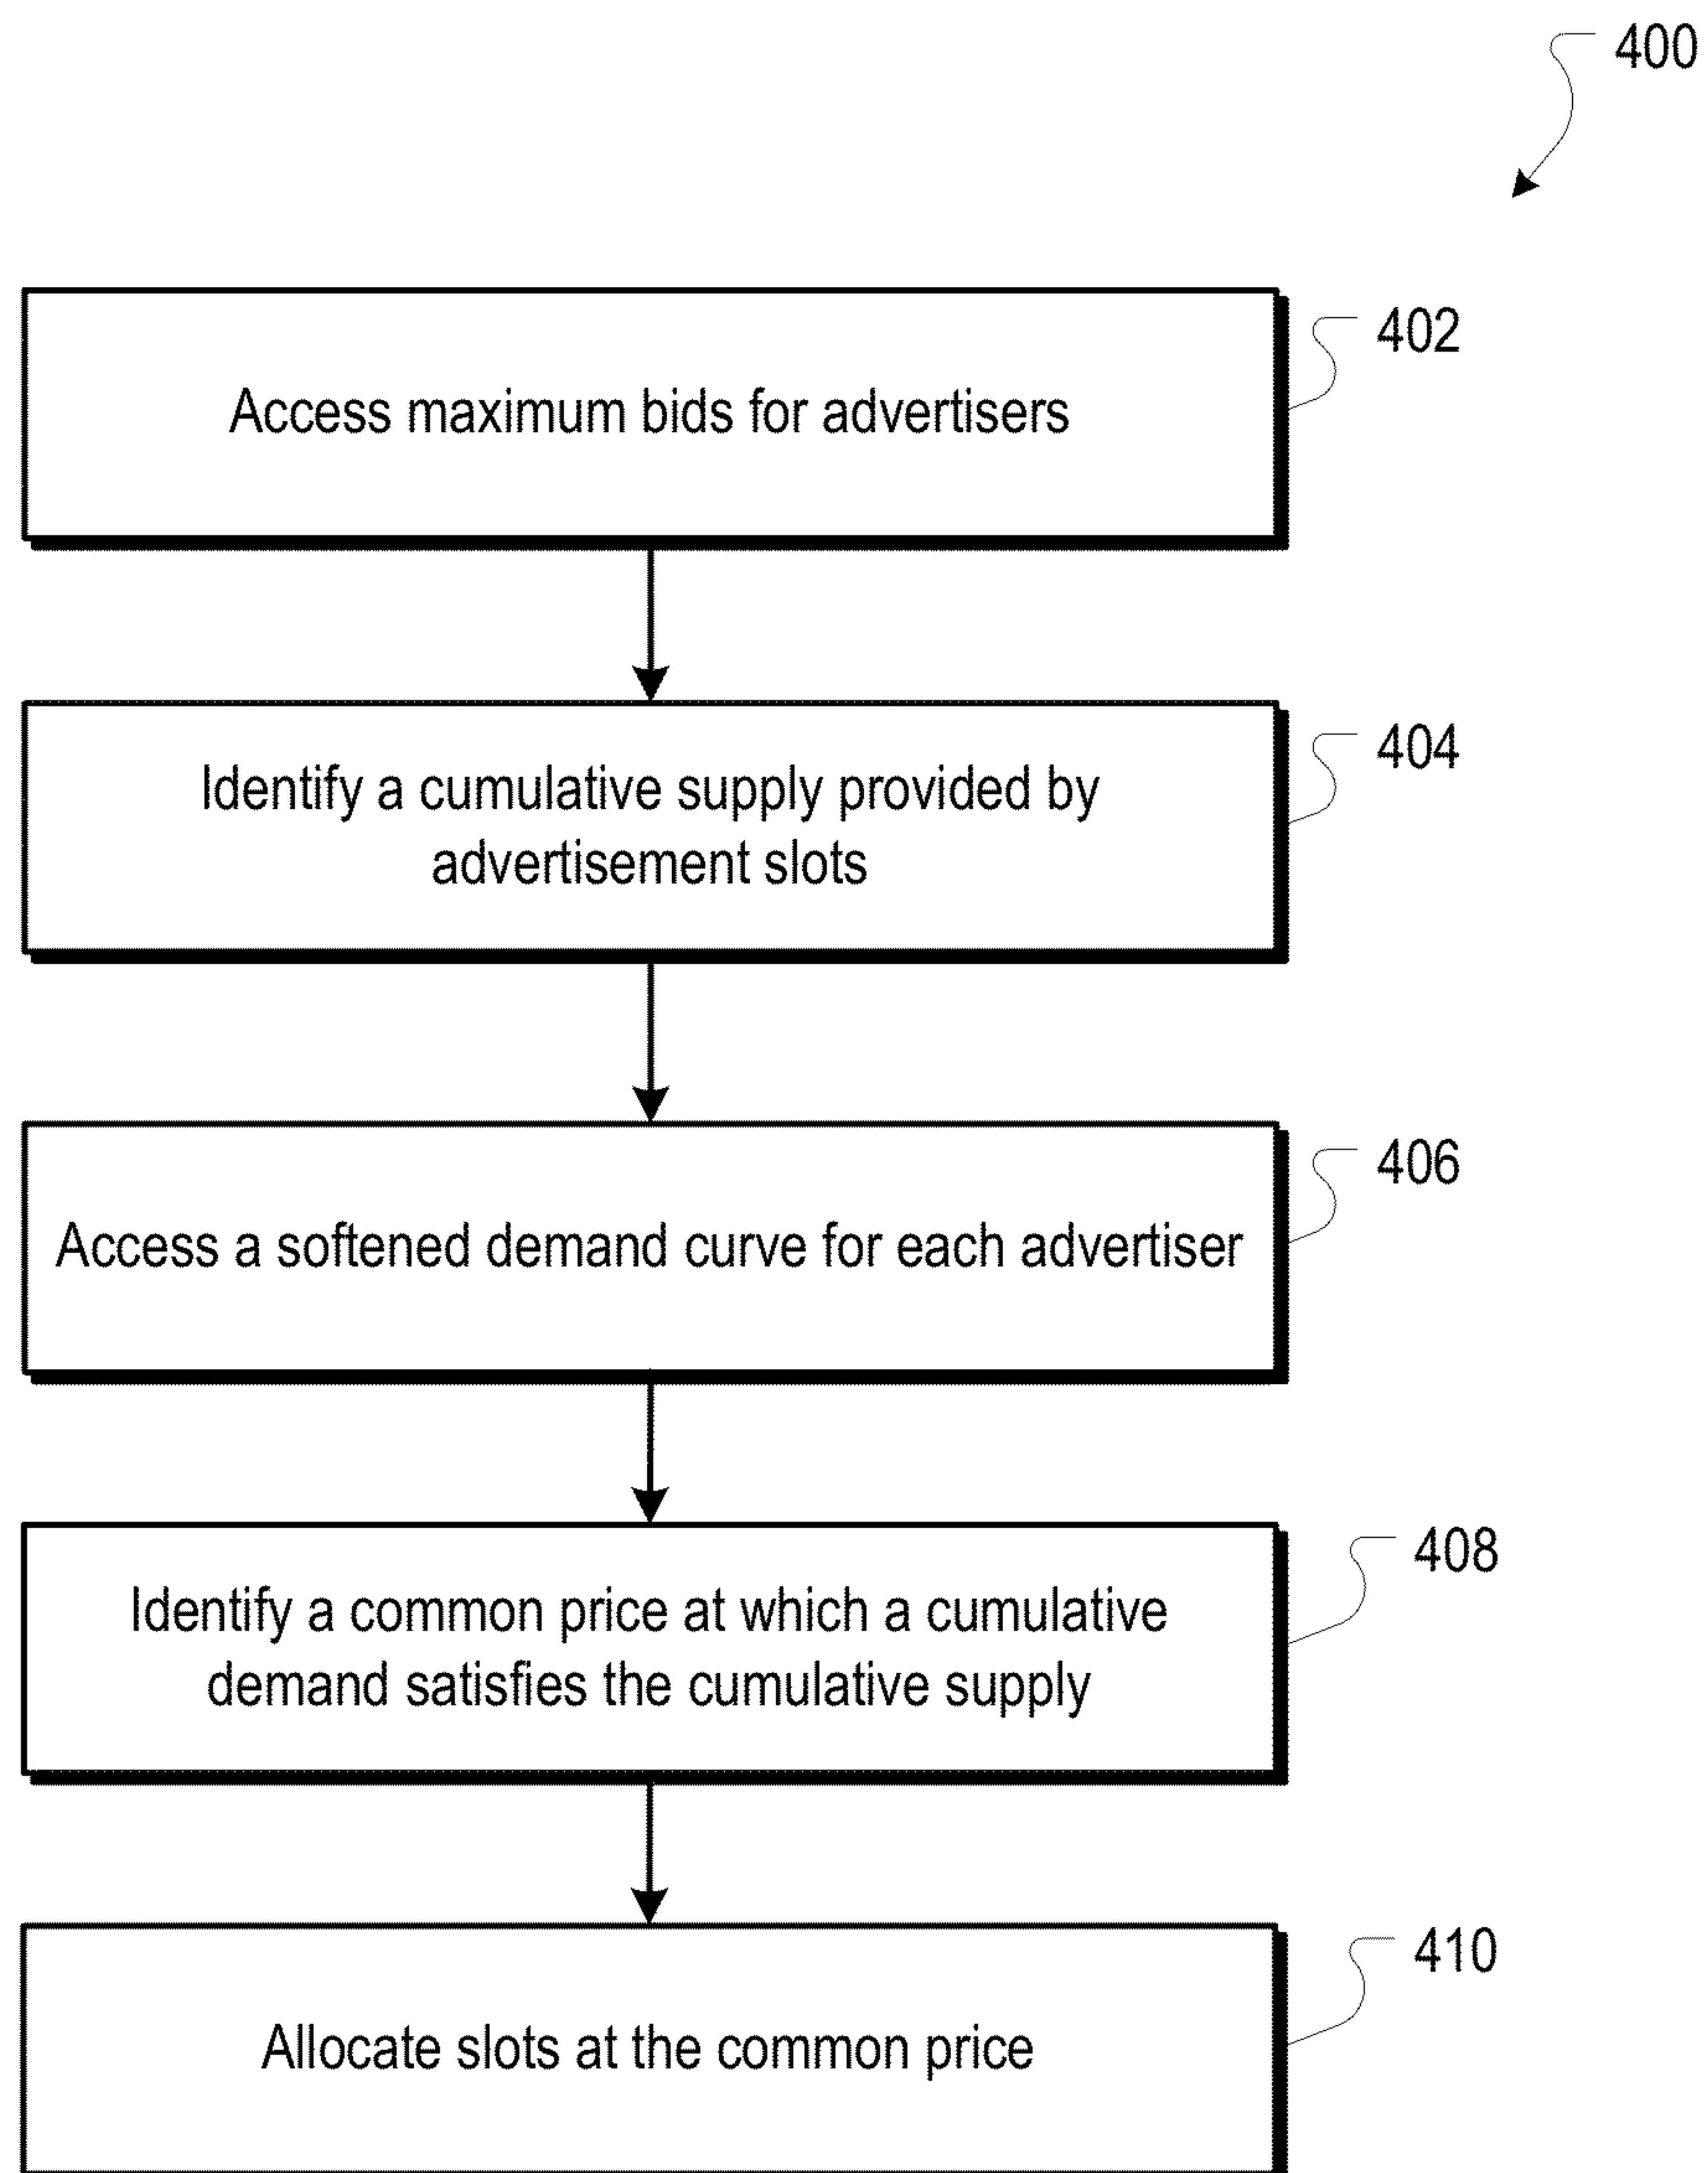 400
Access maximum bids for advertisers
402
Identify a cumulative supply provided by
advertisement slots
404
Access a softened demand curve for each advertiser
406
Identify a common price at which a cumulative
demand satisfies the cumulative supply
408
Allocate slots at the common price
410